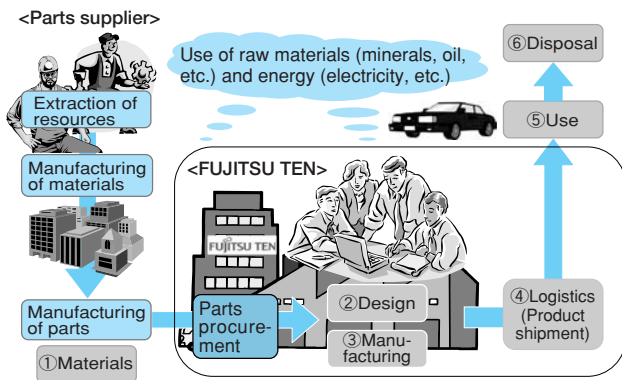 <Parts supplier>
Extraction of
resources
Manufacturing
of materials
Manufacturing
of parts
①Materials
Use of raw materials (minerals, oil,
etc.) and energy (electricity, etc.)
<FUJITSU TEN>
FUJITSU TEN
Parts
procure-
ment
②Design
③Manu-
facturing
④Logistics
(Product
shipment)
⑤Use
⑥Disposal